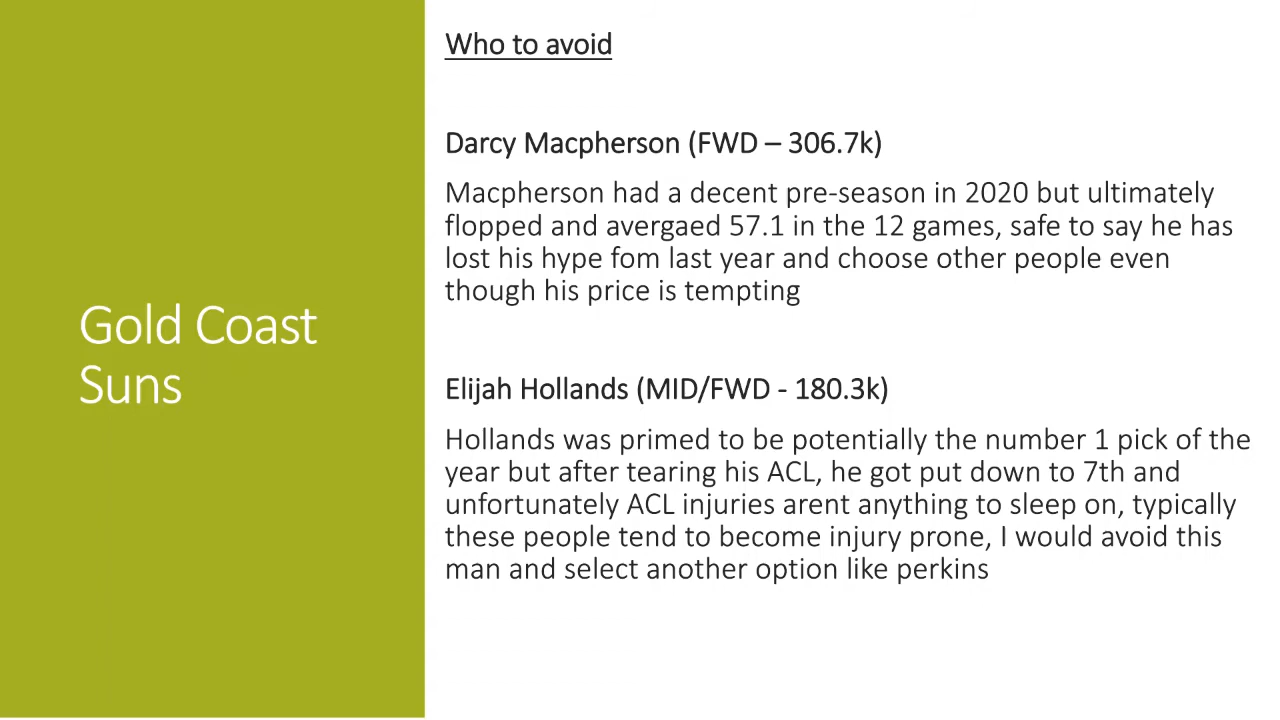 Gold Coast
Suns
Who to avoid
Darcy Macpherson (FWD – 306.7k)
Macpherson had a decent pre-season in 2020 but ultimately
flopped and avergaed 57.1 in the 12 games, safe to say he has
lost his hype fom last year and choose other people even
though his price is tempting
Elijah Hollands (MID/FWD - 180.3k)
Hollands was primed to be potentially the number 1 pick of the
year but after tearing his ACL, he got put down to 7th and
unfortunately ACL injuries arent anything to sleep on, typically
these people tend to become injury prone, I would avoid this
man and select another option like perkins